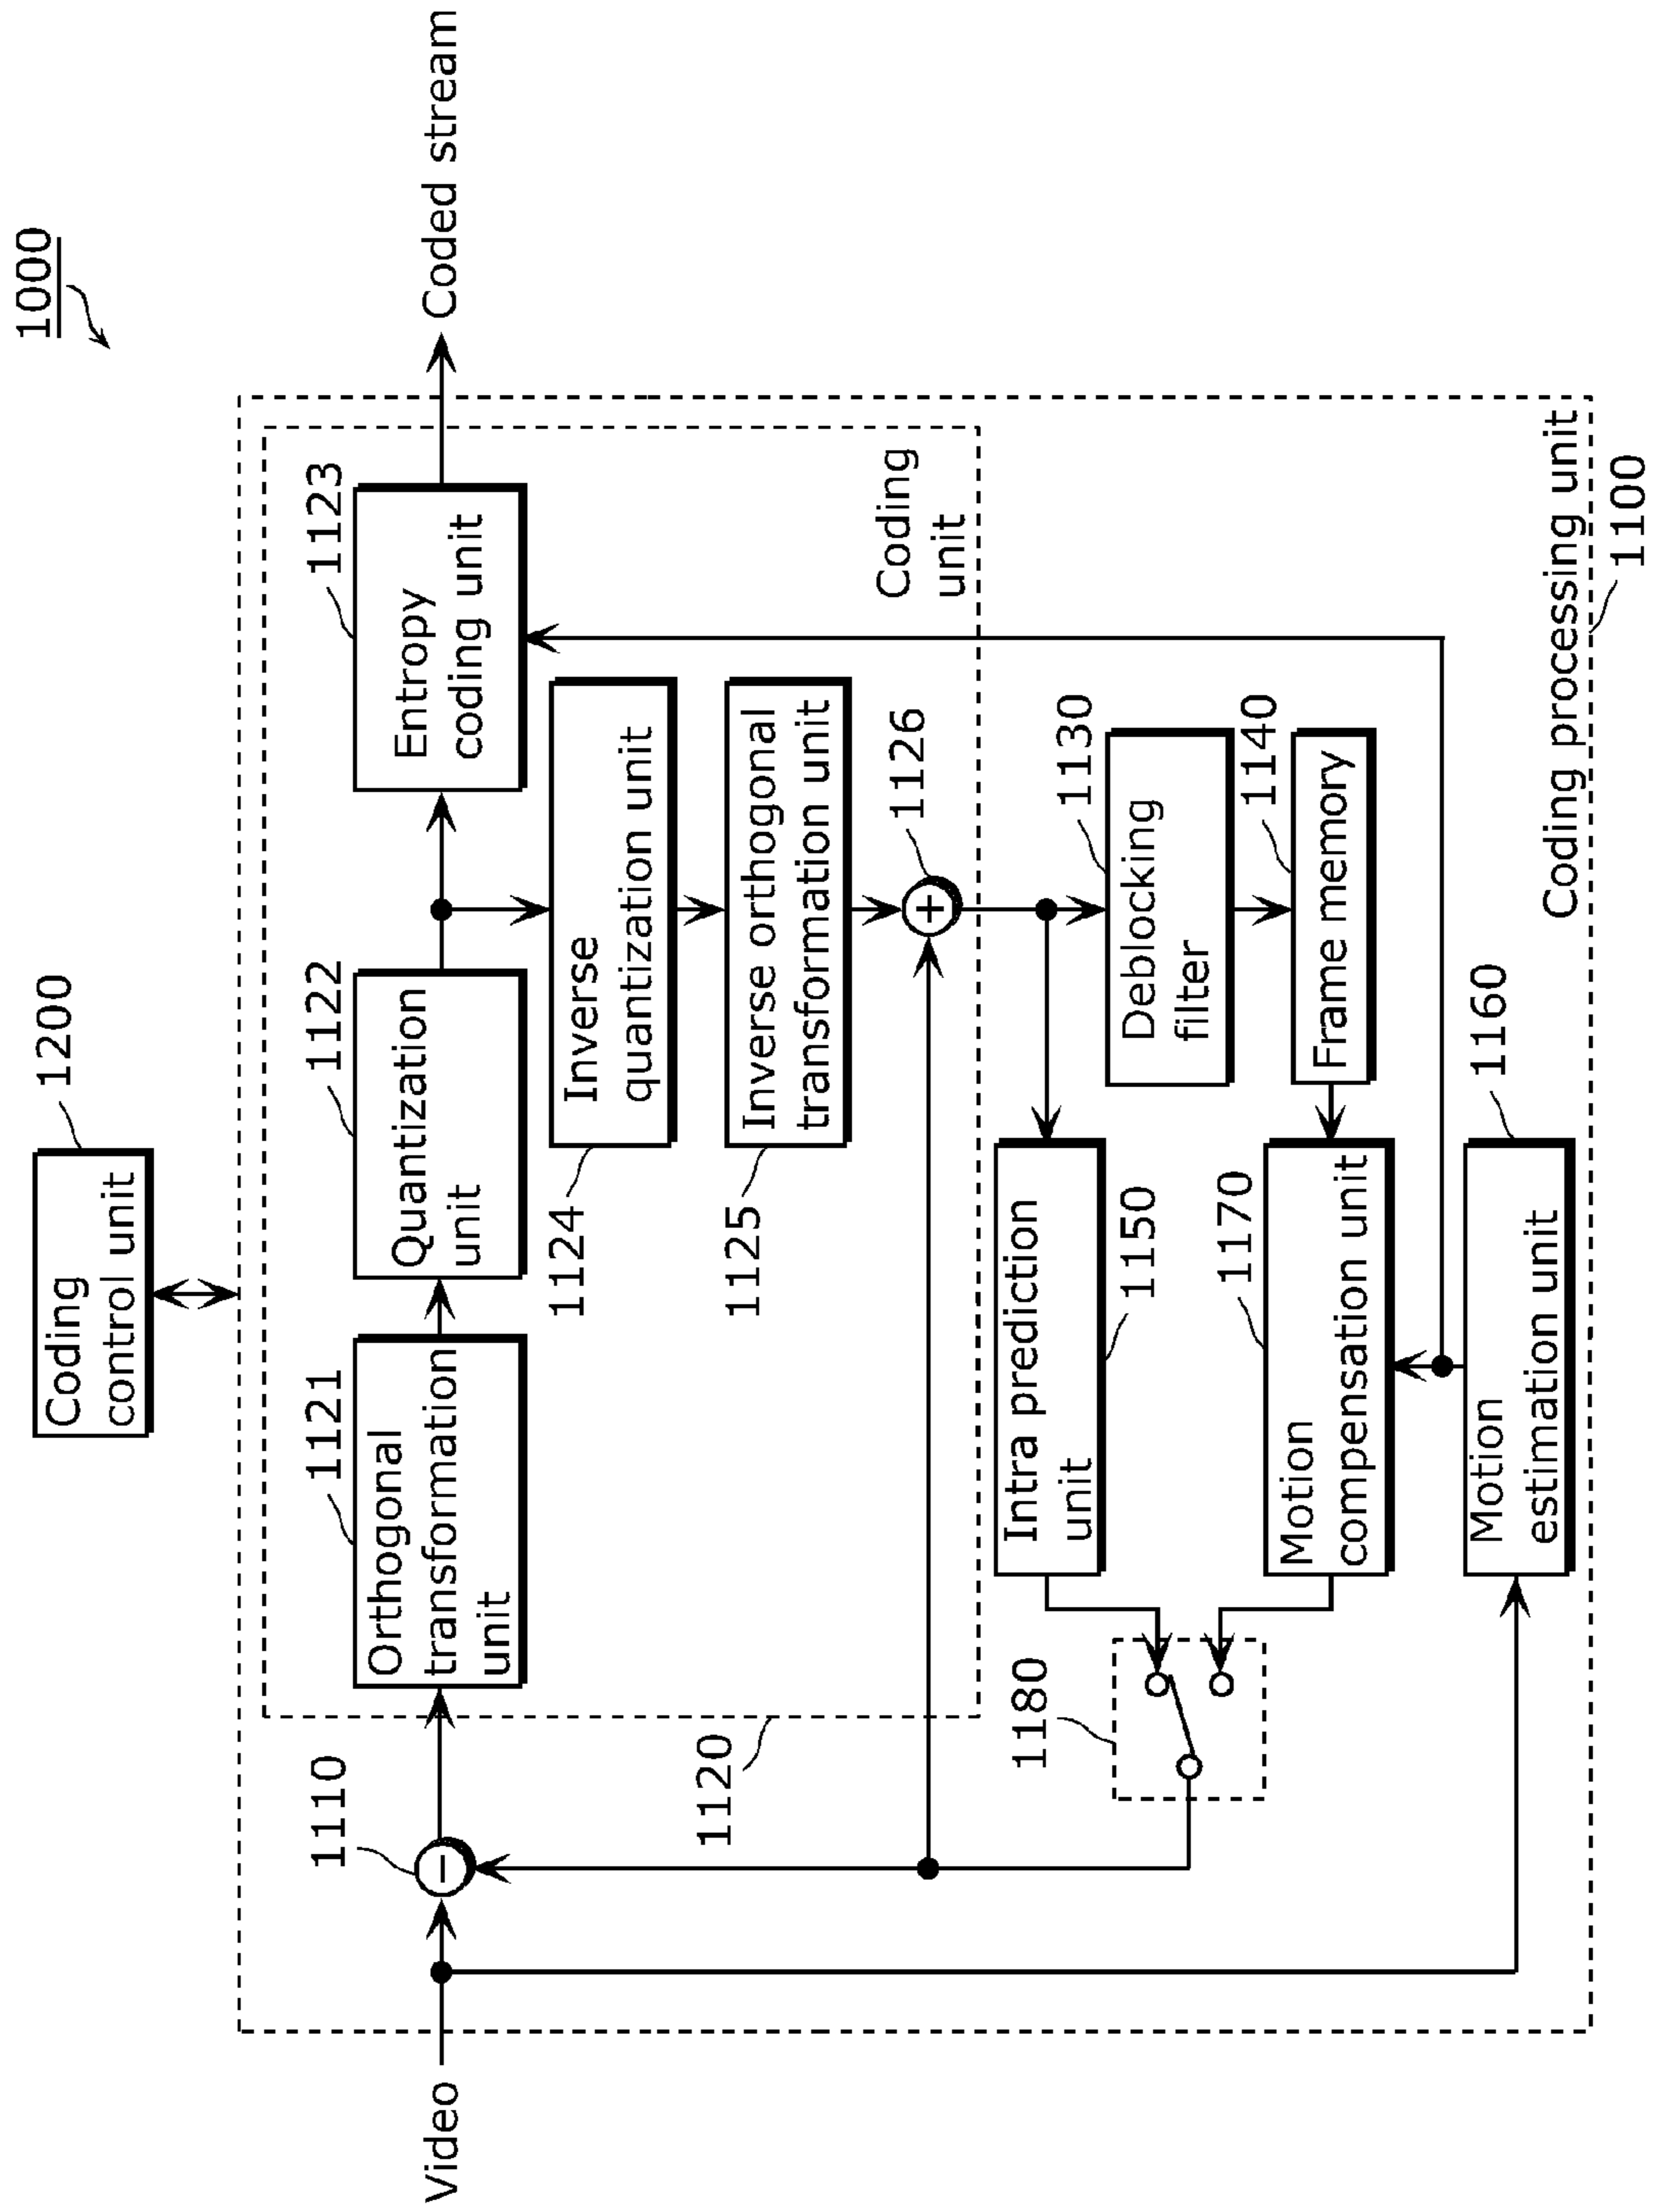 1000
Coding
control unit
1200
Video
1110
Orthogonal
transformation
unit
1121
Quantization
unit
1122
Entropy
coding unit
1123
Coded stream
Inverse
quantization unit
1124
Inverse orthogonal
transformation unit
1125
1126
Coding
unit
1120
Intra prediction
unit
1150
Deblocking
filter
1130
Frame memory
1140
1180
Motion
compensation unit
1170
Motion
estimation unit
1160
Coding processing unit
1100